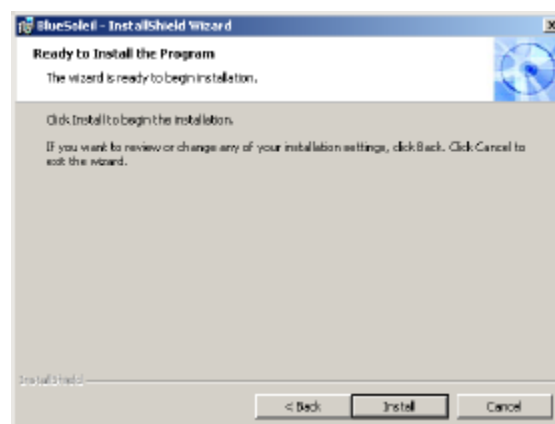 BlueSoleil - InstallShield Wizard
Ready to Install the Program
The wizard is ready to begin installation.
Click Install to begin the installation.
If you want to review or change any of your installation settings, click Back. Click Cancel to
exit the wizard.
InstallShield
< Back Install Cancel